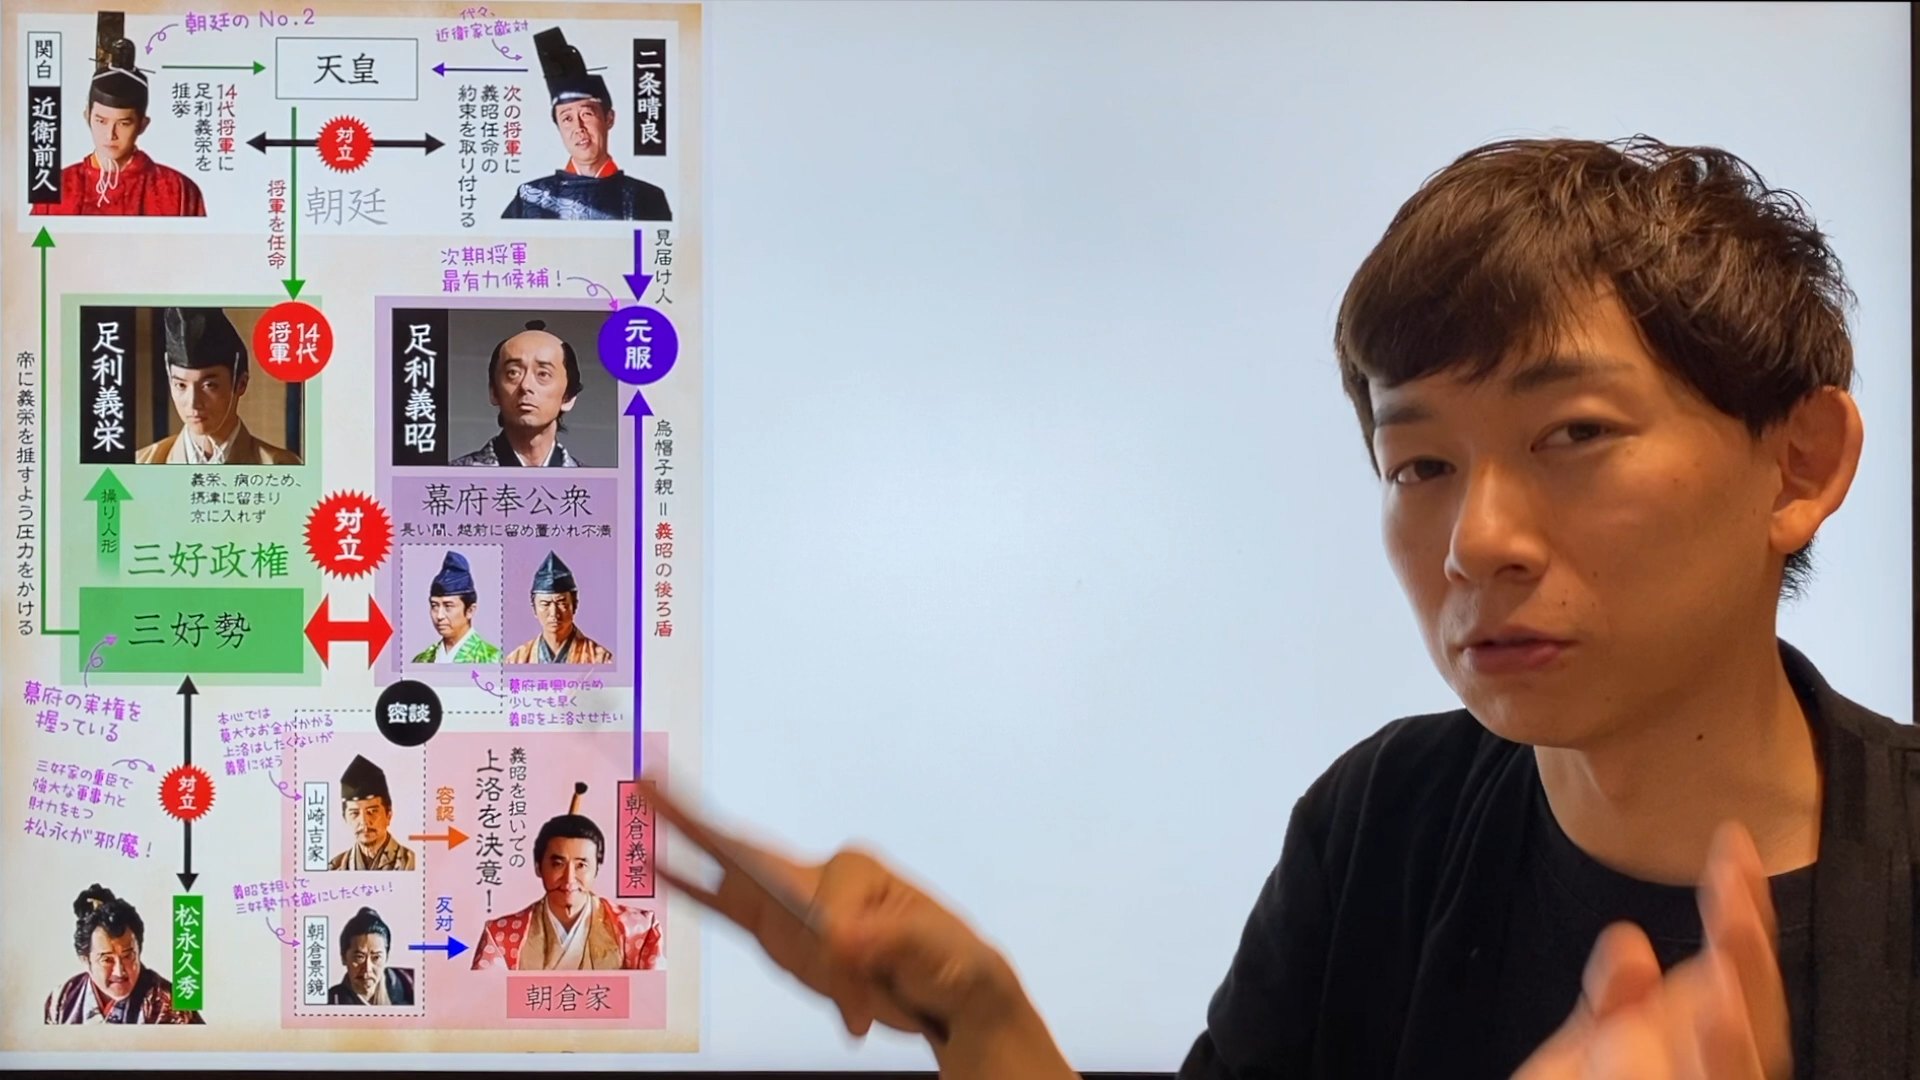 朝廷のNo.2
代々、
近衛家と敵対
関白
近衛前久
天皇
二条晴良
14代将軍に
足利義栄を
推挙
対立
次の将軍に
義昭任命の
約束を取り付ける
朝廷
将軍を任命
次期将軍
最有力候補!
見届け人
足利義栄
14代
将軍
足利義昭
元服
帝に義栄を推すよう圧力をかける
操り人形
義栄、病のため、
摂津に留まり
京に入れず
三好政権
対立
幕府奉公衆
長い間、越前に留め置かれ不満
烏帽子親=義昭の後ろ盾
三好勢
幕府の実権を
握っている
密談
幕府再興のため
少しでも早く
義昭を上洛させたい
本心では
莫大なお金がかかる
上洛はしたくないが
義景に従う
三好家の重臣で
強大な軍事力と
財力をもつ
松永が邪魔!
対立
山崎吉家
容認
義昭を担いでの
上洛を決意!
朝倉義景
義昭を担いで
三好勢力を敵にしたくない!
朝倉景鏡
反対
松永久秀
朝倉家